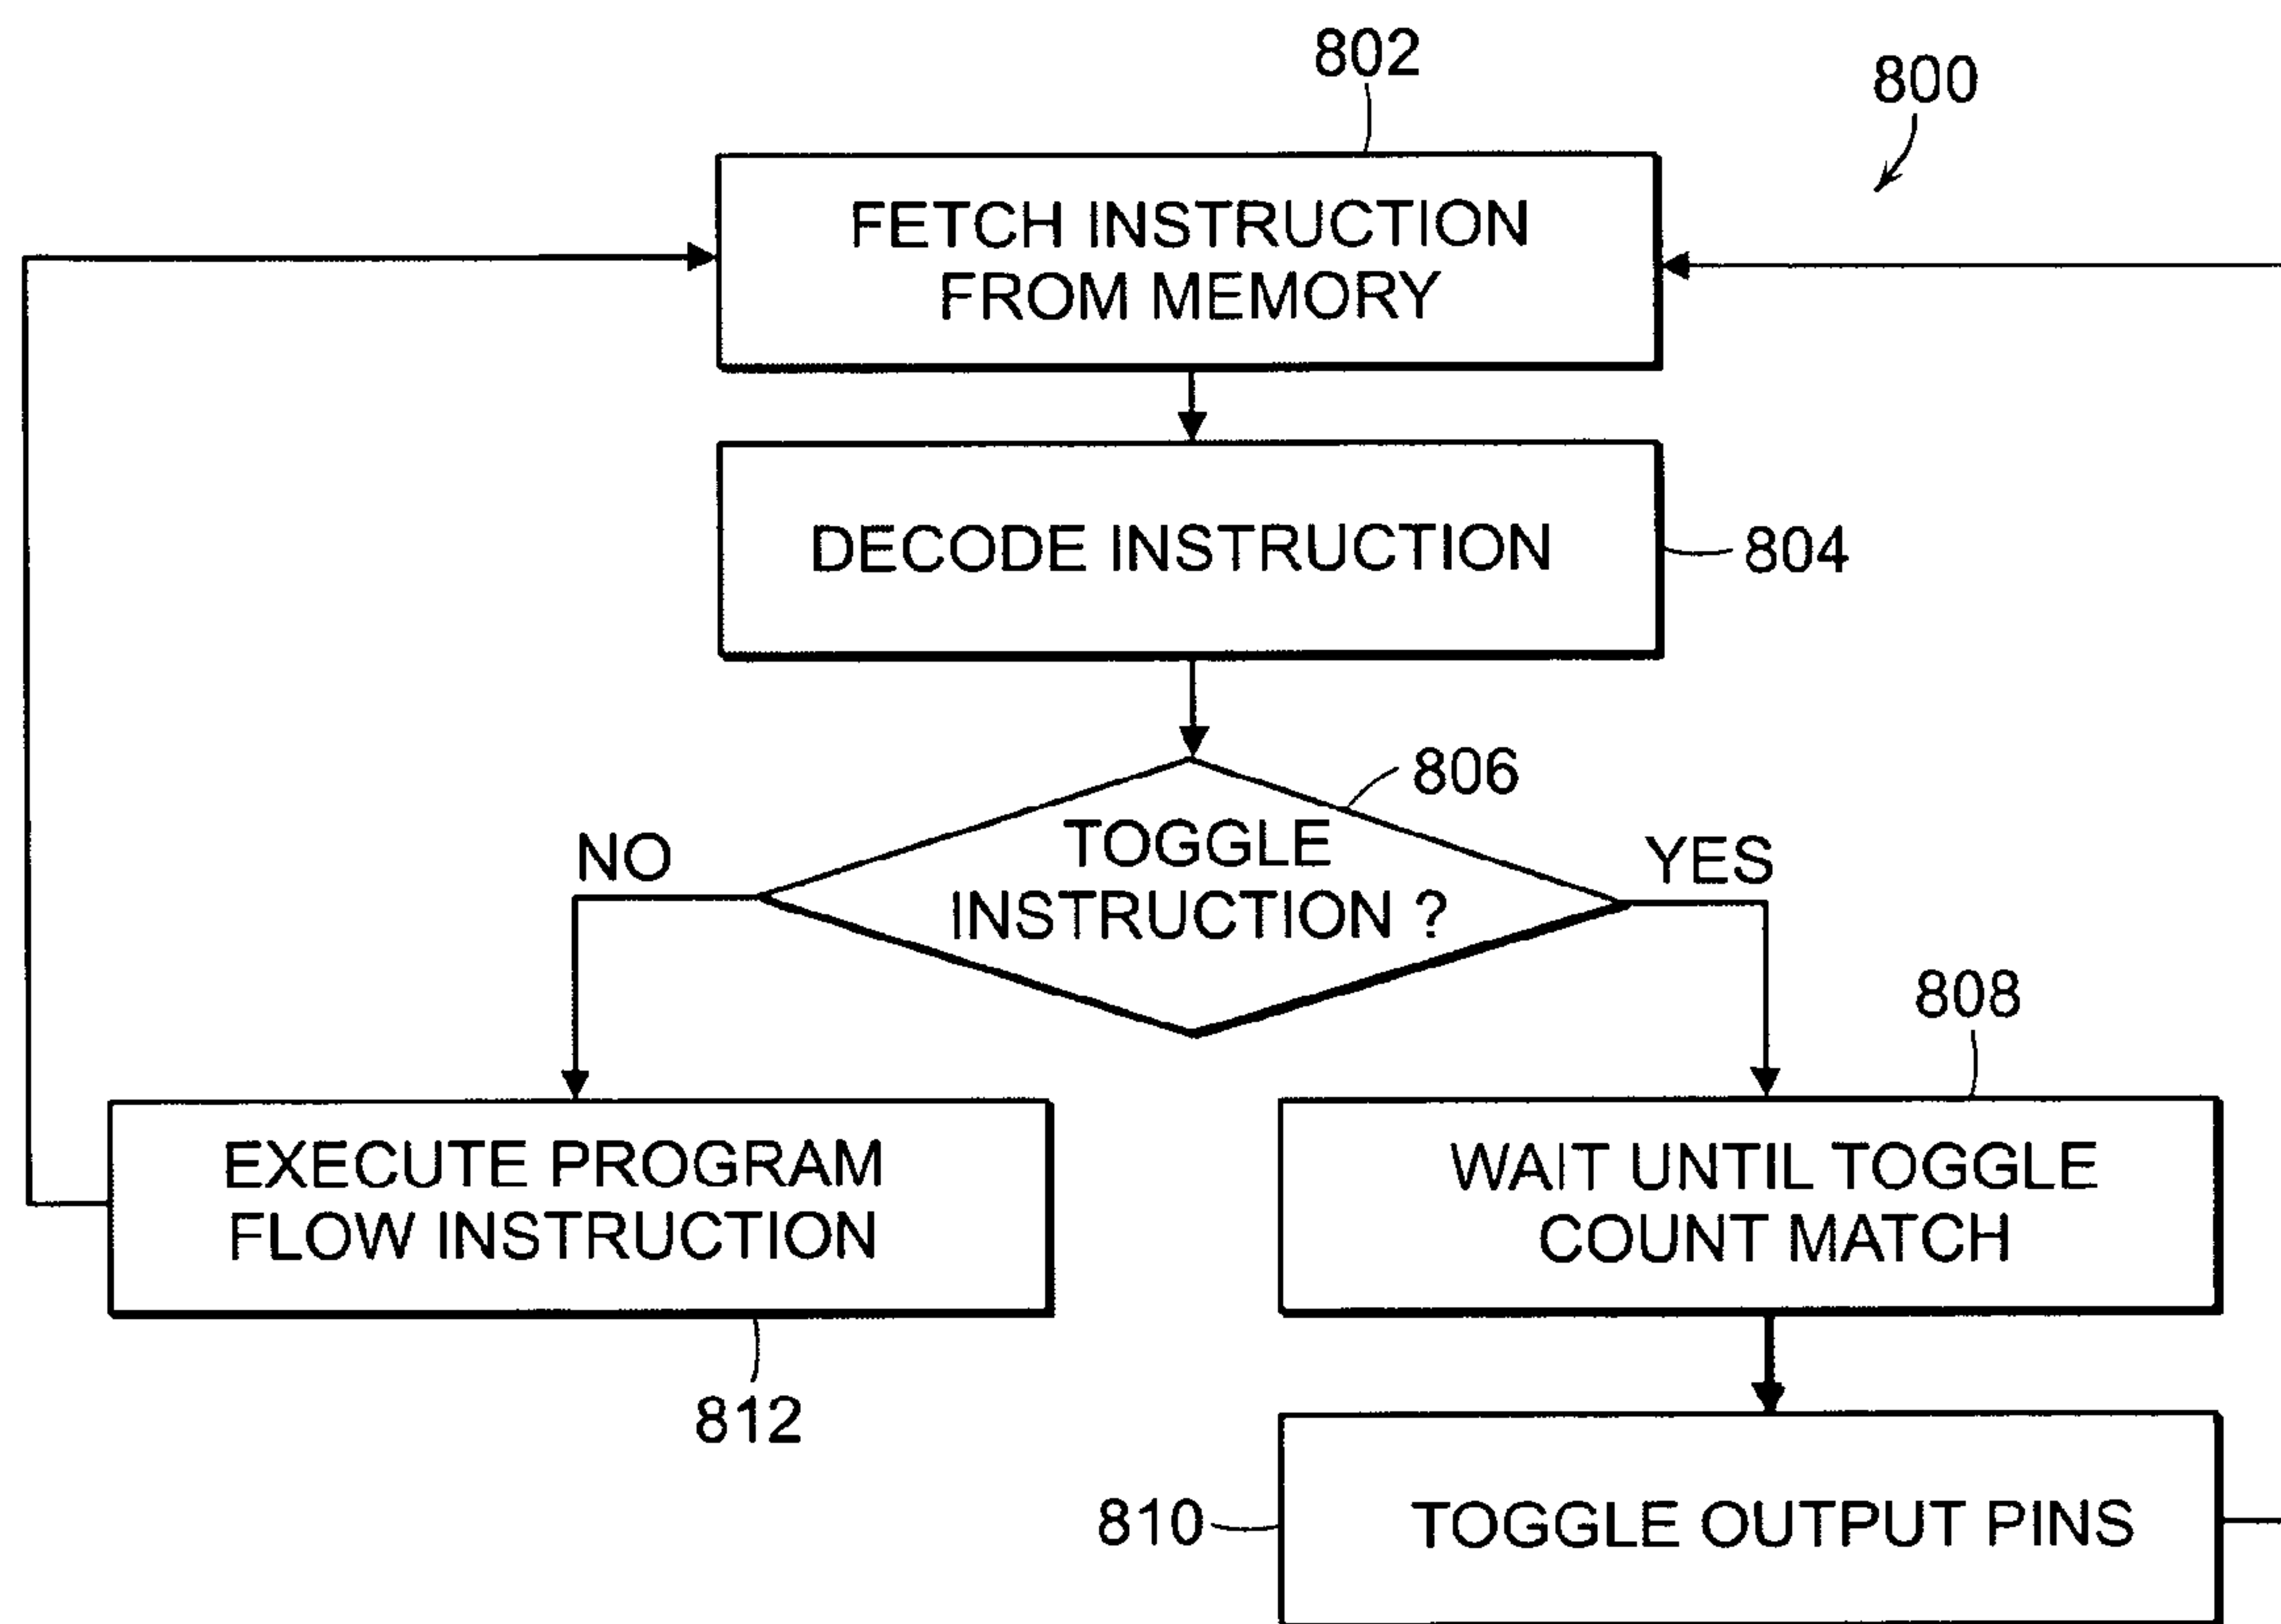 802
800
FETCH INSTRUCTION
FROM MEMORY
DECODE INSTRUCTION
804
806
TOGGLE
INSTRUCTION ?
NO
YES
808
EXECUTE PROGRAM
FLOW INSTRUCTION
WAIT UNTIL TOGGLE
COUNT MATCH
812
810
TOGGLE OUTPUT PINS